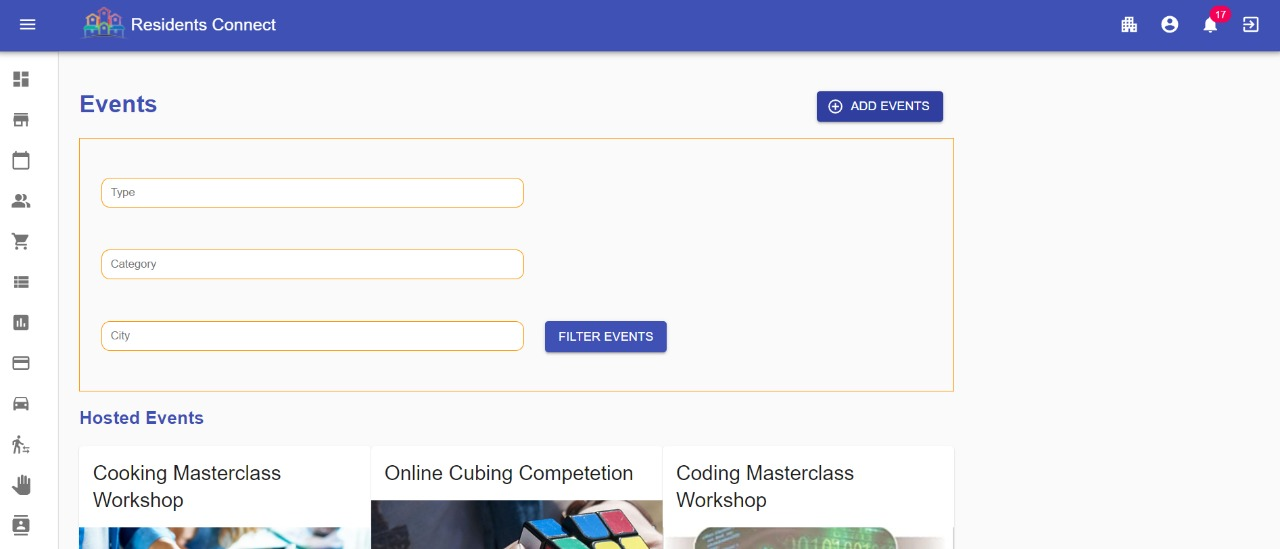 Residents Connect
17
Events
ADD EVENTS
Type
Category
City
FILTER EVENTS
Hosted Events
Cooking Masterclass
Workshop
Online Cubing Competetion
Coding Masterclass
Workshop